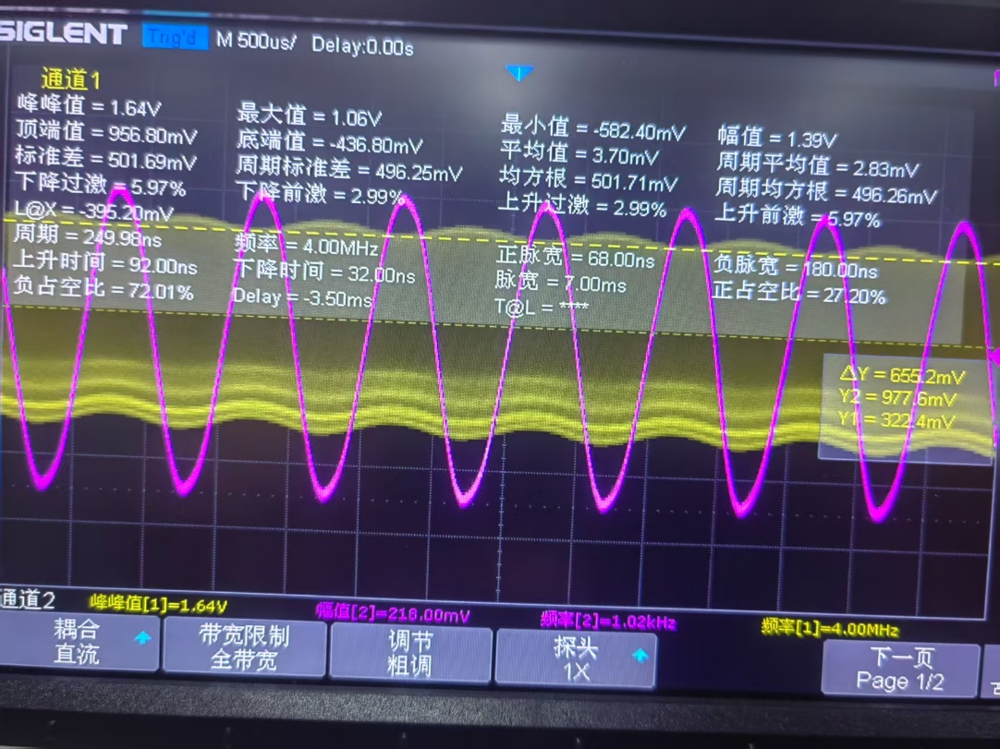 SIGLENT Trig'd M 500us/ Delay:0.00s
通道1
峰峰值 = 1.64V 最大值 = 1.06V 最小值 = -582.40mV 幅值 = 1.39V
顶端值 = 956.80mV 底端值 = -436.80mV 平均值 = 3.70mV 周期平均值 = 2.83mV
标准差 = 501.69mV 周期标准差 = 496.25mV 均方根 = 501.71mV 周期均方根 = 496.26mV
下降过激 = 5.97% 下降前激 = 2.99% 上升过激 = 2.99% 上升前激 = 5.97%
L@X = -395.20mV
周期 = 249.98ns 频率 = 4.00MHz 正脉宽 = 68.00ns 负脉宽 = 180.00ns
上升时间 = 92.00ns 下降时间 = 32.00ns 脉宽 = 7.00ms 正占空比 = 27.20%
负占空比 = 72.01% Delay = -3.50ms T@L = ****
△Y = 655.2mV
Y2 = 977.6mV
Y1 = 322.4mV
通道2 峰峰值[1]=1.64V 幅值[2]=216.00mV 频率[2]=1.02kHz 频率[1]=4.00MHz
耦合 带宽限制 调节 探头 下一页
直流 全带宽 粗调 1X Page 1/2